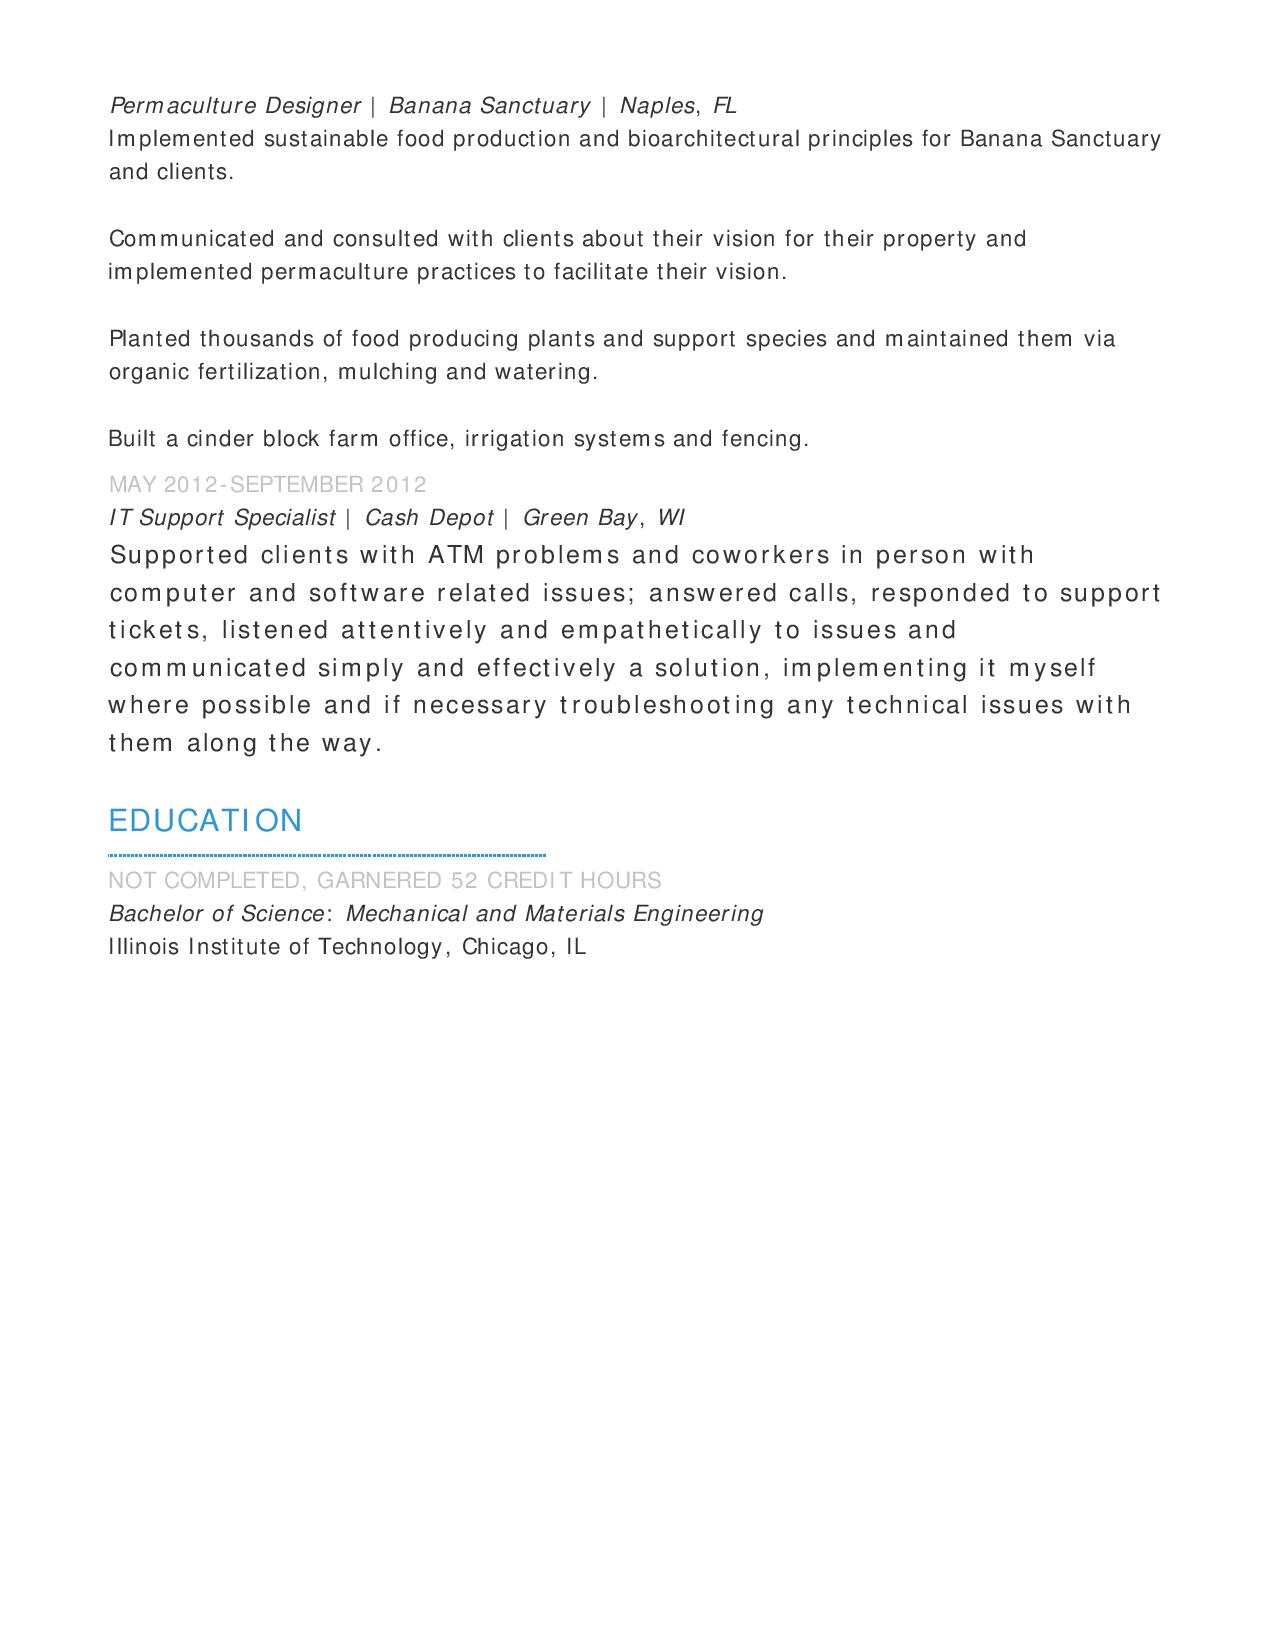 Permaculture Designer | Banana Sanctuary | Naples, FL
Implemented sustainable food production and bioarchitectural principles for Banana Sanctuary
and clients.
Communicated and consulted with clients about their vision for their property and
implemented permaculture practices to facilitate their vision.
Planted thousands of food producing plants and support species and maintained them via
organic fertilization, mulching and watering.
Built a cinder block farm office, irrigation systems and fencing.
MAY 2012-SEPTEMBER 2012
IT Support Specialist | Cash Depot | Green Bay, WI
Supported clients with ATM problems and coworkers in person with
computer and software related issues; answered calls, responded to support
tickets, listened attentively and empathetically to issues and
communicated simply and effectively a solution, implementing it myself
where possible and if necessary troubleshooting any technical issues with
them along the way.
EDUCATION
NOT COMPLETED, GARNERED 52 CREDIT HOURS
Bachelor of Science: Mechanical and Materials Engineering
Illinois Institute of Technology, Chicago, IL